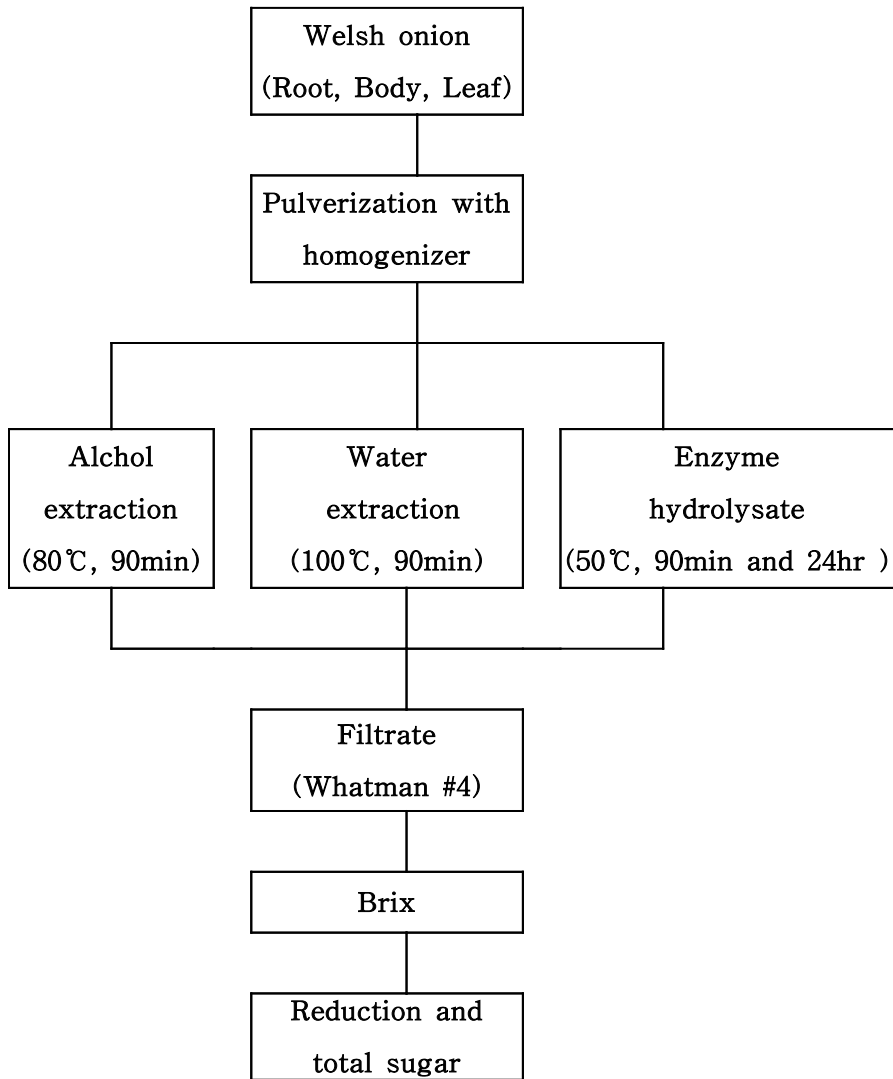 Welsh onion
(Root, Body, Leaf)
Pulverization with
homogenizer
Alchol
extraction
(80℃, 90min)
Water
extraction
(100℃, 90min)
Enzyme
hydrolysate
(50℃, 90min and 24hr )
Filtrate
(Whatman #4)
Brix
Reduction and
total sugar